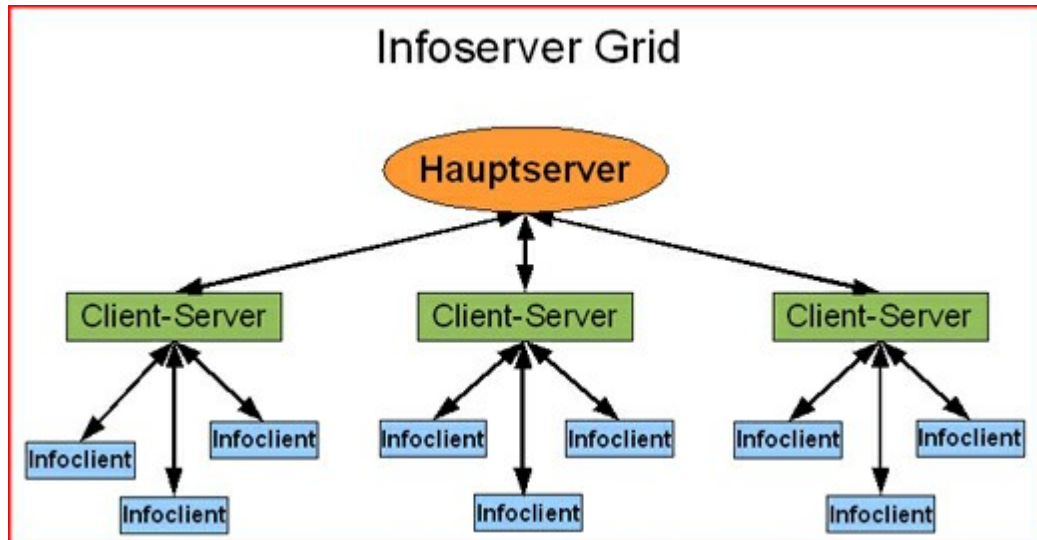 Infoserver Grid
Hauptserver
Client-Server
Client-Server
Client-Server
Infoclient
Infoclient
Infoclient
Infoclient
Infoclient
Infoclient
Infoclient
Infoclient
Infoclient